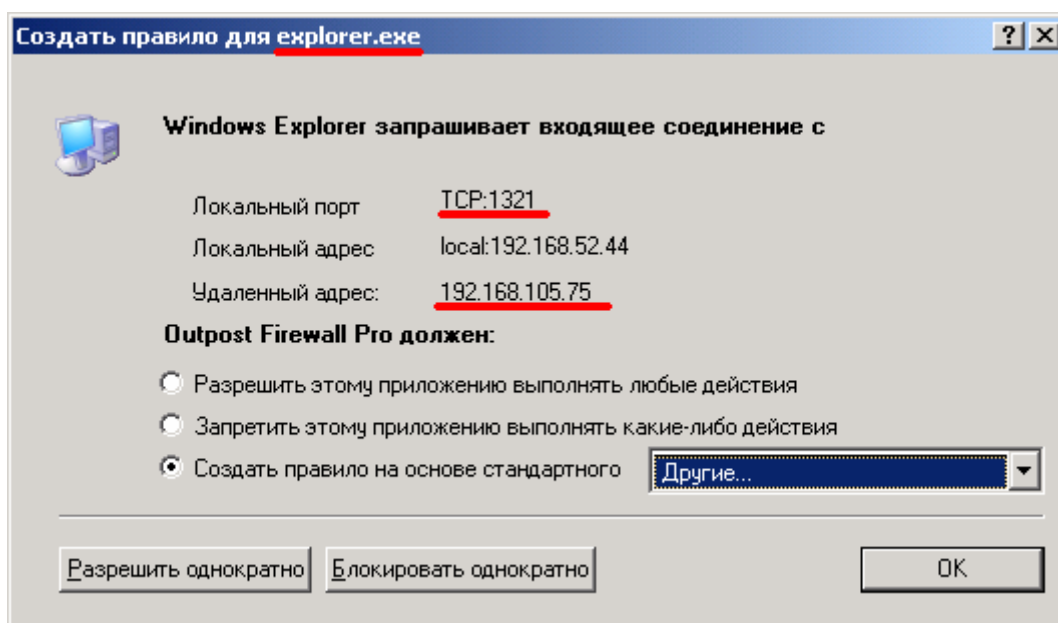 Создать правило для explorer.exe
Windows Explorer запрашивает входящее соединение с
Локальный порт TCP:1321
Локальный адрес local:192.168.52.44
Удаленный адрес: 192.168.105.75
Outpost Firewall Pro должен:
Разрешить этому приложению выполнять любые действия
Запретить этому приложению выполнять какие-либо действия
Создать правило на основе стандартного Другие...
Разрешить однократно Блокировать однократно OK